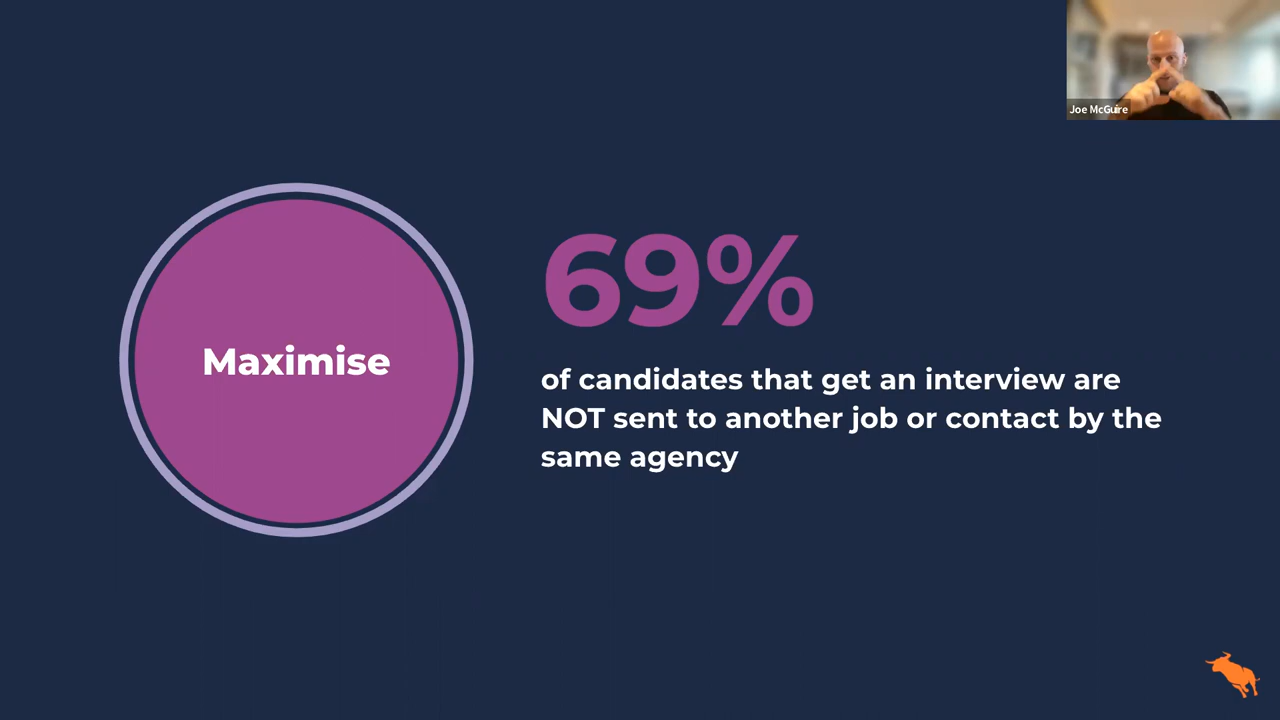 Joe McGuire
Maximise
69%
of candidates that get an interview are
NOT sent to another job or contact by the
same agency